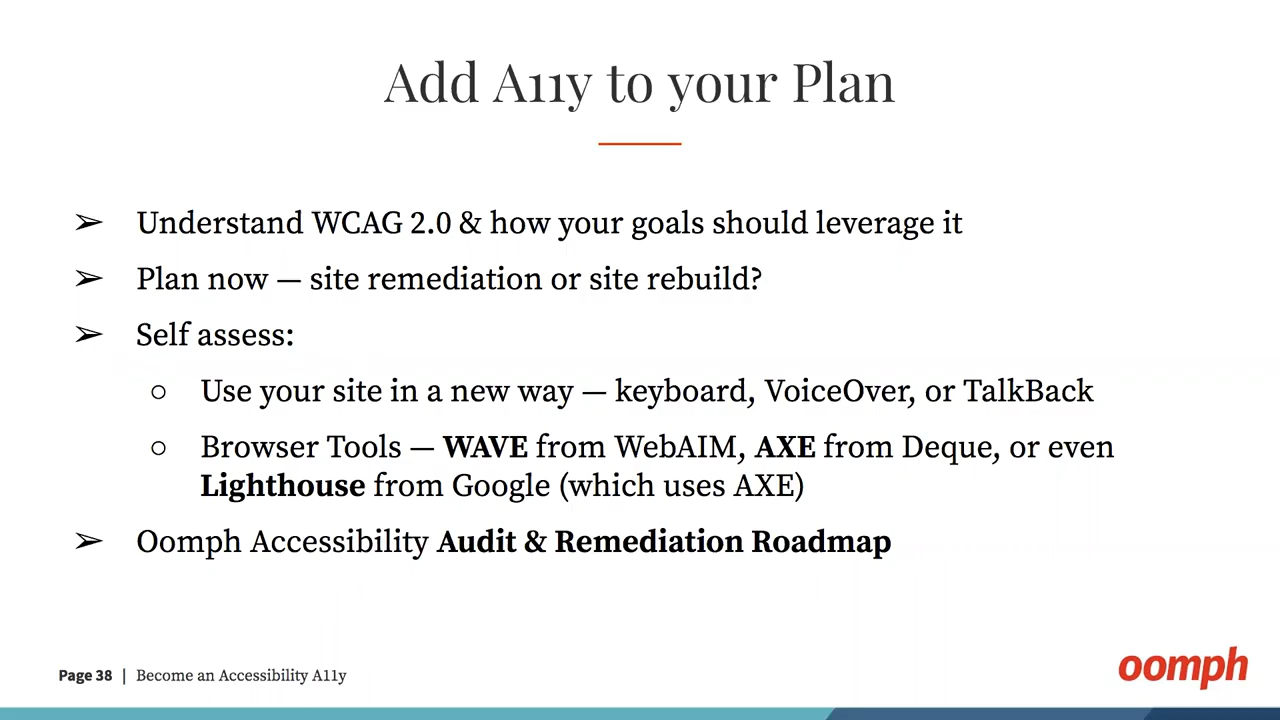 Add A11y to your Plan
➢ Understand WCAG 2.0 & how your goals should leverage it
➢ Plan now — site remediation or site rebuild?
➢ Self assess:
○ Use your site in a new way — keyboard, VoiceOver, or TalkBack
○ Browser Tools — WAVE from WebAIM, AXE from Deque, or even
Lighthouse from Google (which uses AXE)
➢ Oomph Accessibility Audit & Remediation Roadmap
Page 38 | Become an Accessibility A11y
oomph